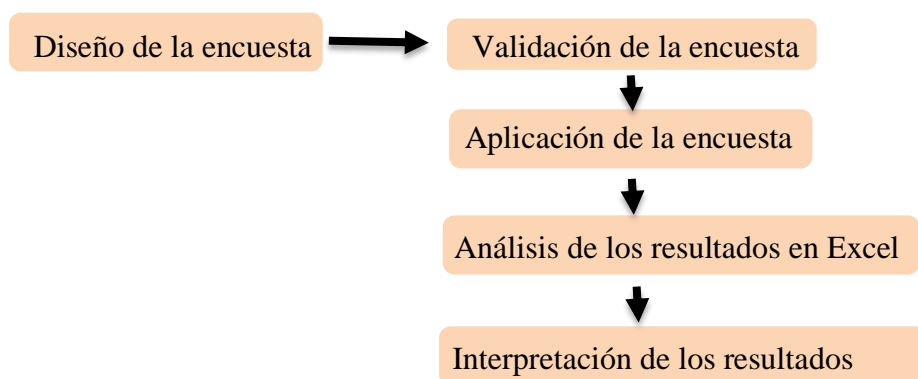 Diseño de la encuesta
Validación de la encuesta
Aplicación de la encuesta
Análisis de los resultados en Excel
Interpretación de los resultados